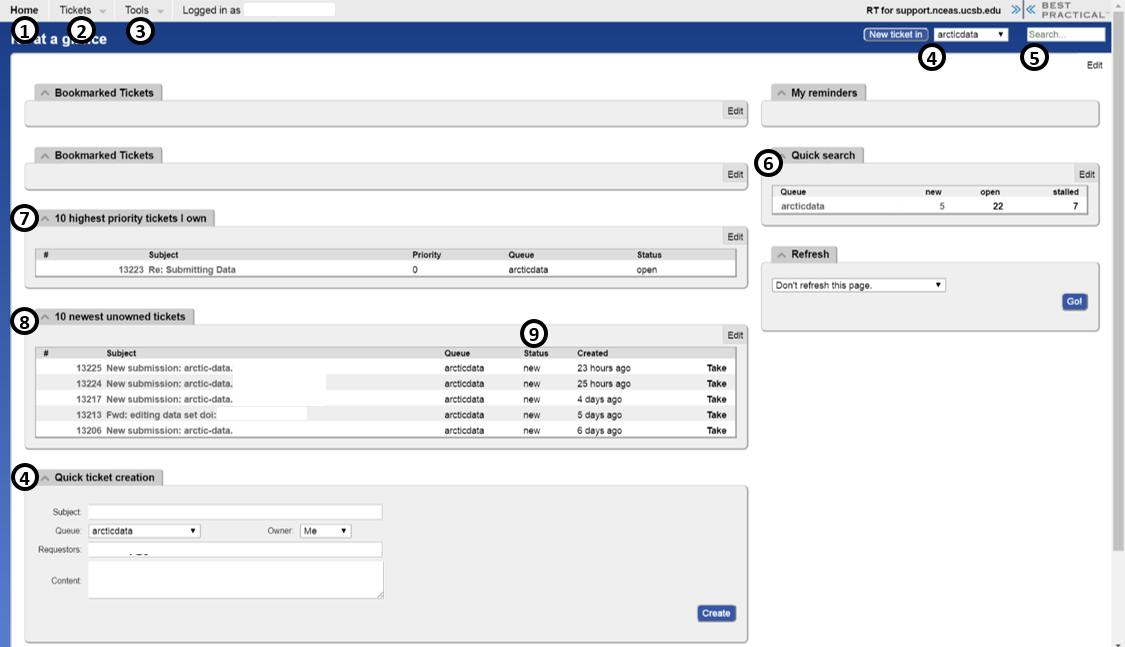 Home Tickets Tools Logged in as RT for support.nceas.ucsb.edu BEST PRACTICAL™
1 2 3
at a glance New ticket in arcticdata Search...
4 5
Edit
Bookmarked Tickets
Edit
My reminders
Bookmarked Tickets
Edit
6 Quick search
Edit
Queue new open stalled
arcticdata 5 22 7
7 10 highest priority tickets I own
Edit
# Subject Priority Queue Status
13223 Re: Submitting Data 0 arcticdata open
Refresh
Don't refresh this page.
Go!
8 10 newest unowned tickets
9
Edit
# Subject Queue Status Created
13225 New submission: arctic-data. arcticdata new 23 hours ago Take
13224 New submission: arctic-data. arcticdata new 25 hours ago Take
13217 New submission: arctic-data. arcticdata new 4 days ago Take
13213 Fwd: editing data set doi: arcticdata new 5 days ago Take
13206 New submission: arctic-data. arcticdata new 6 days ago Take
4 Quick ticket creation
Subject:
Queue: arcticdata Owner: Me
Requestors:
Content:
Create